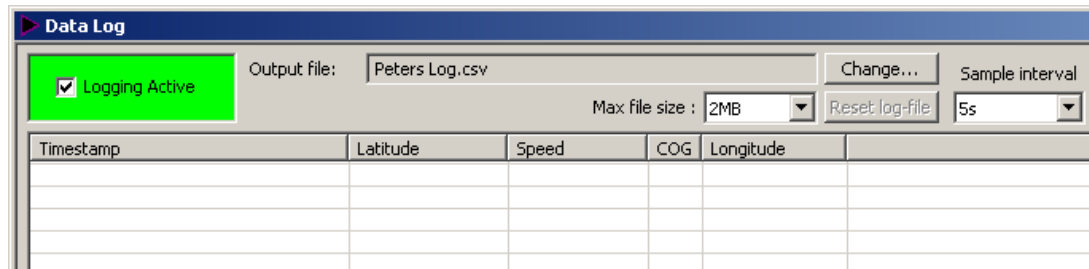 Data Log
Logging Active
Output file: Peters Log.csv Change... Sample interval
Max file size : 2MB Reset log-file 5s
Timestamp Latitude Speed COG Longitude